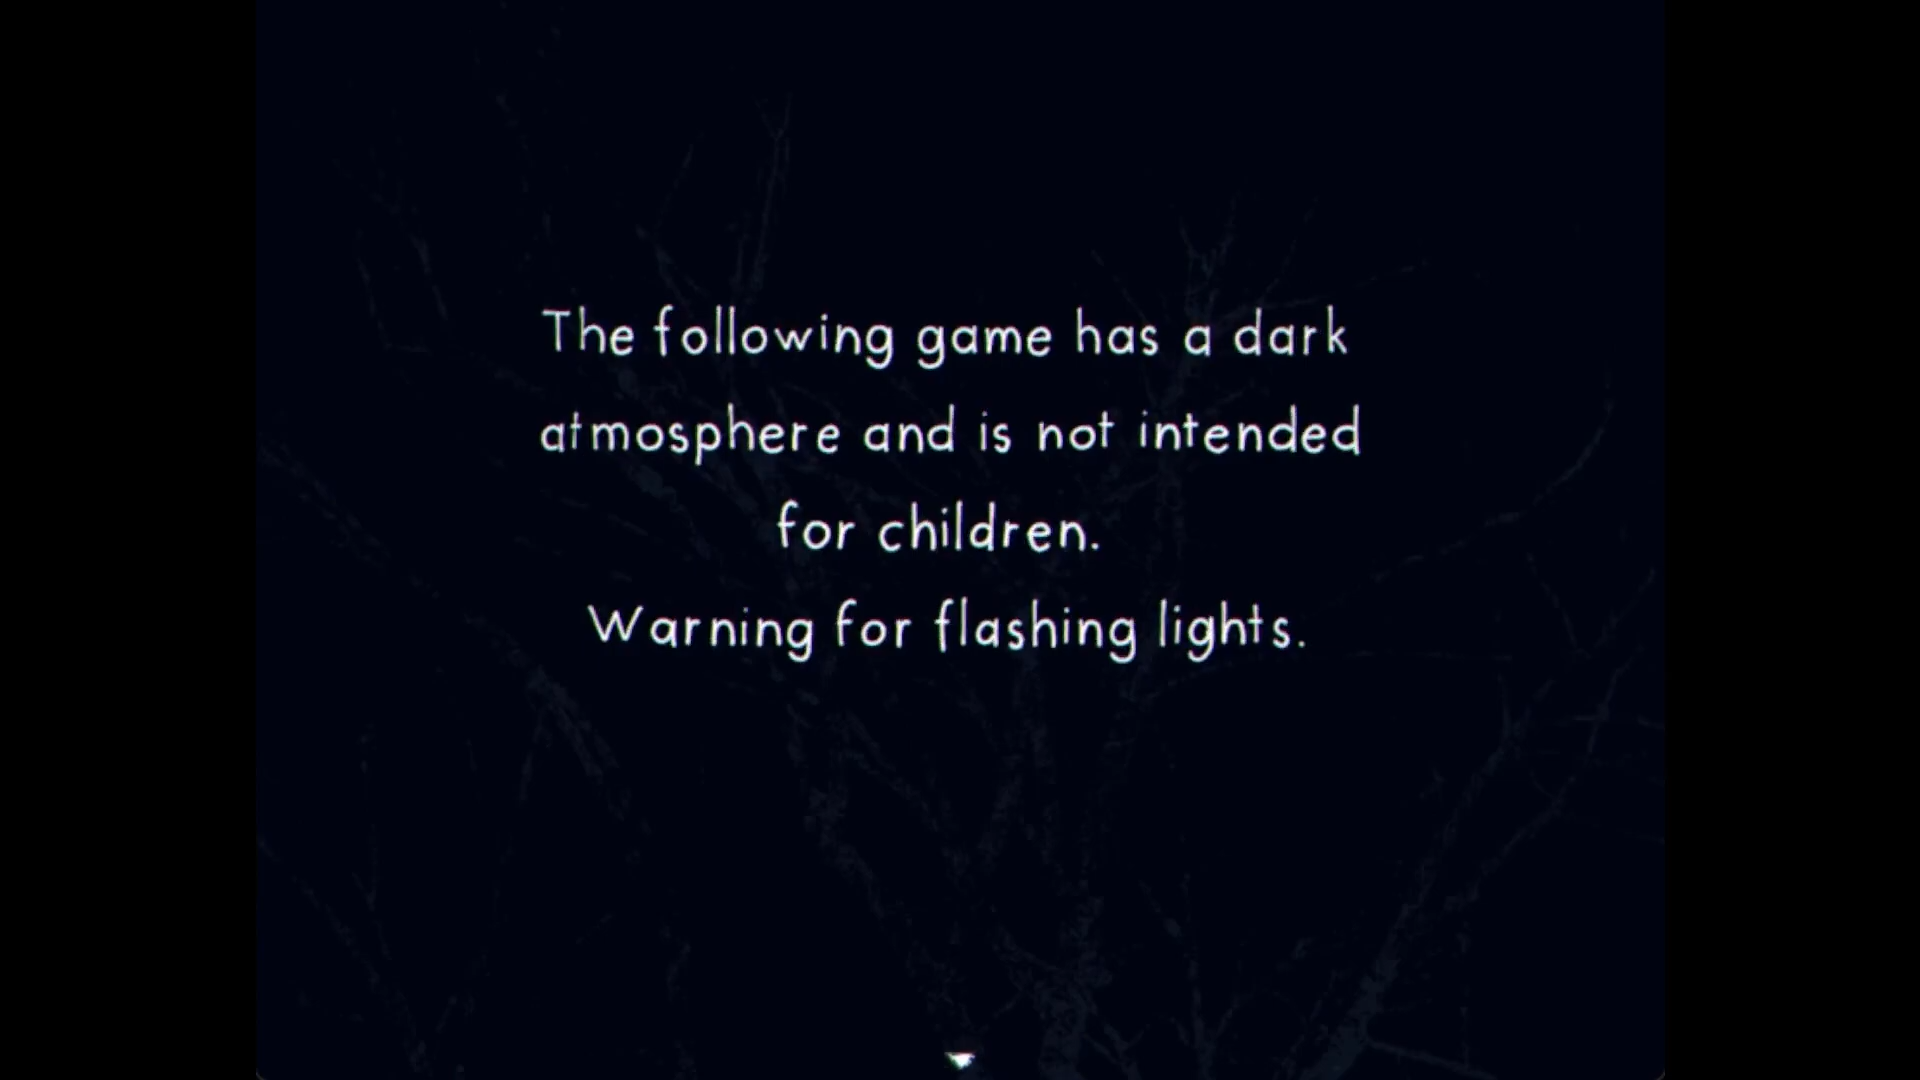 The following game has a dark
atmosphere and is not intended
for children.
Warning for flashing lights.